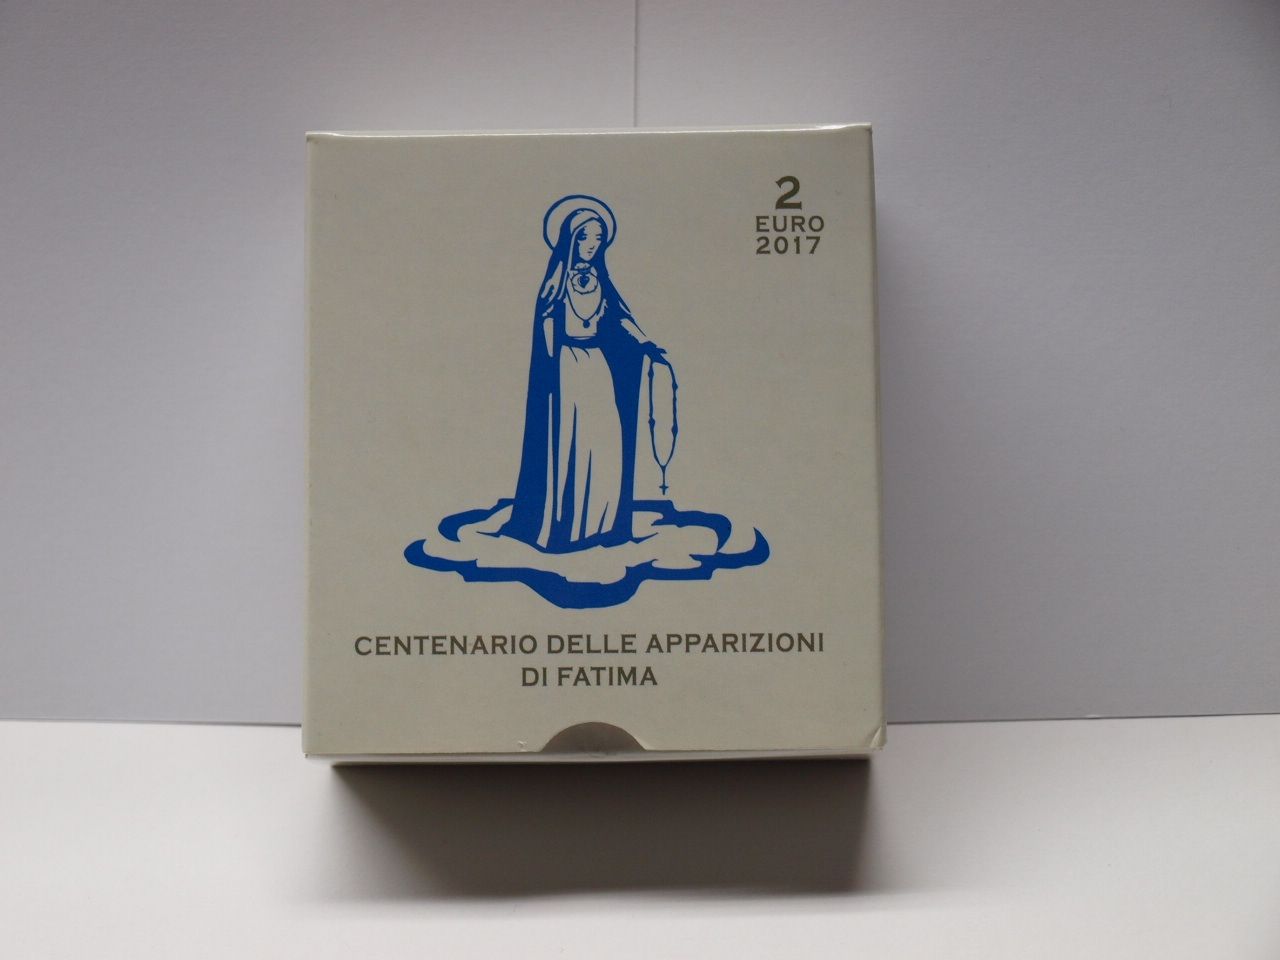 2
EURO
2017
CENTENARIO DELLE APPARIZIONI
DI FATIMA